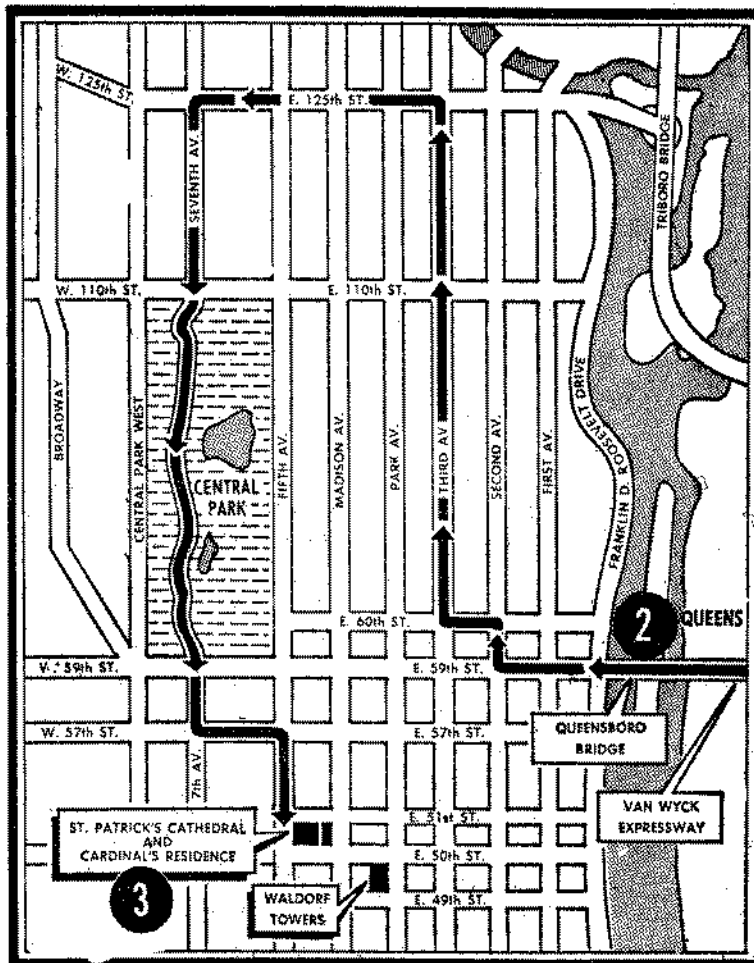 W. 125th ST.
E. 125th ST.
SEVENTH AV.
TRIBORO BRIDGE
W. 110th ST.
E. 110th ST.
BROADWAY
CENTRAL PARK WEST
CENTRAL
PARK
FIFTH AV.
MADISON AV.
PARK AV.
THIRD AV.
SECOND AV.
FIRST AV.
FRANKLIN D. ROOSEVELT DRIVE
E. 60th ST.
2
QUEENS
W. 59th ST.
E. 59th ST.
W. 57th ST.
E. 57th ST.
QUEENSBORO
BRIDGE
7th AV.
VAN WYCK
EXPRESSWAY
E. 51st ST.
ST. PATRICK'S CATHEDRAL
AND
CARDINAL'S RESIDENCE
E. 50th ST.
3
WALDORF
TOWERS
E. 49th ST.